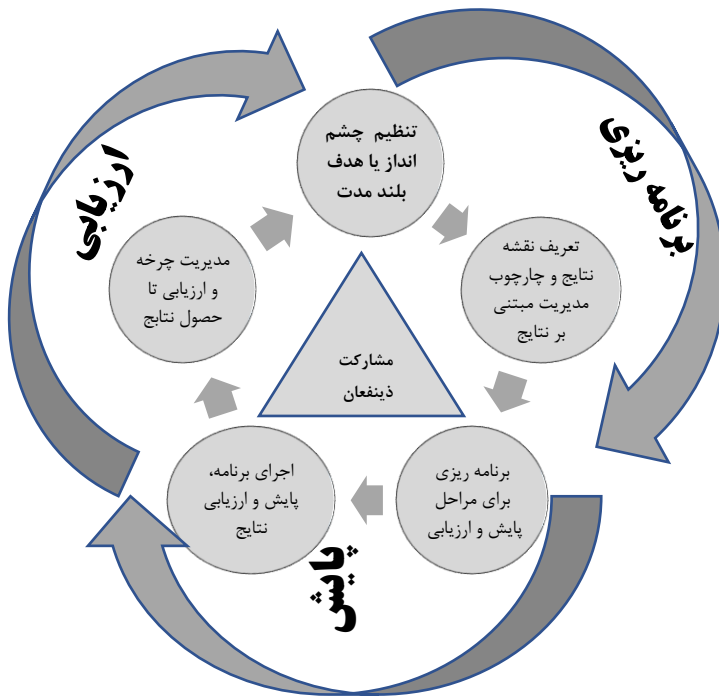 تنظیم چشم
انداز یا هدف
بلند مدت
برنامه ریزی
تعریف نقشه
نتایج و چارچوب
مدیریت مبتنی
بر نتایج
برنامه ریزی
برای مراحل
پایش و ارزیابی
پایش
اجرای برنامه،
پایش و ارزیابی
نتایج
مدیریت چرخه
و ارزیابی تا
حصول نتایج
ارزیابی
مشارکت
ذینفعان